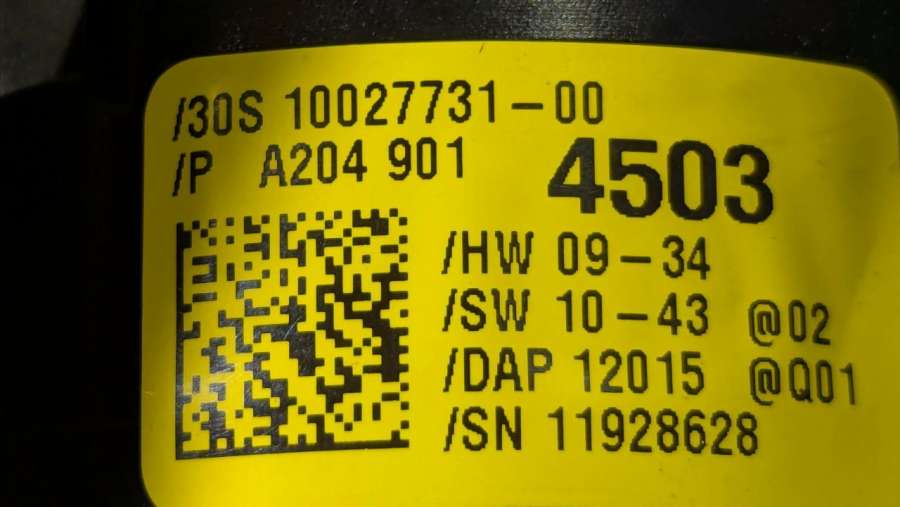 /30S 10027731-00
/P A204 901 4503
/HW 09-34
/SW 10-43 @02
/DAP 12015 @Q01
/SN 11928628